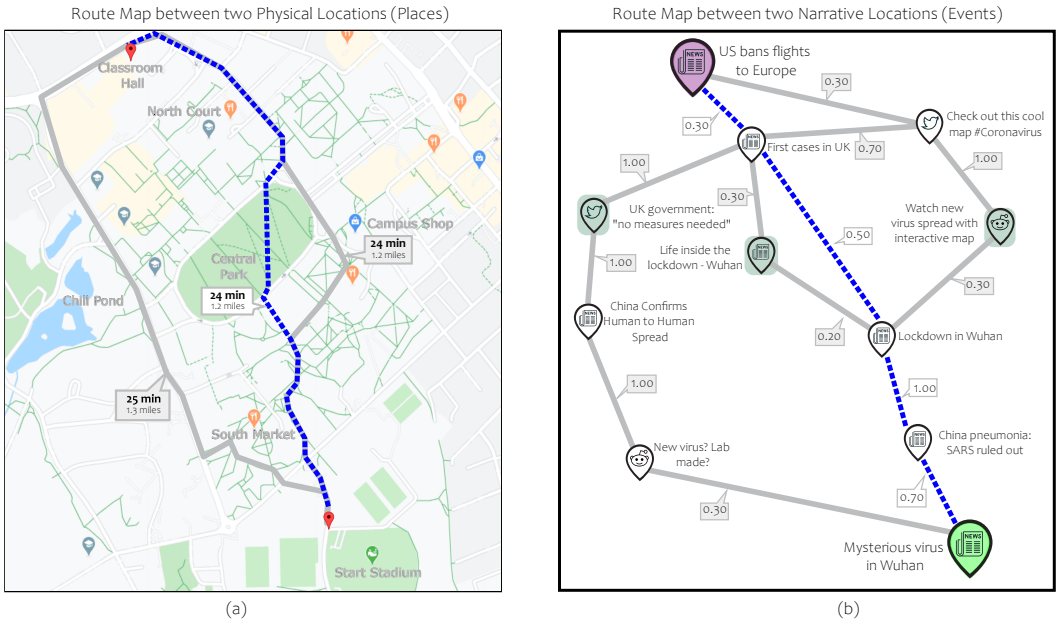 Route Map between two Physical Locations (Places)
Classroom
Hall
North Court
Campus Shop
24 min
1.2 miles
Central
Park
24 min
1.2 miles
Chill Pond
25 min
1.3 miles
South Market
Start Stadium
(a)
Route Map between two Narrative Locations (Events)
NEWS
US bans flights
to Europe
0.30
0.30
Check out this cool
map #Coronavirus
First cases in UK
0.70
1.00
1.00
0.30
UK government:
"no measures needed"
Watch new
virus spread with
interactive map
0.50
Life inside the
lockdown - Wuhan
1.00
0.30
China Confirms
Human to Human
Spread
0.20
Lockdown in Wuhan
1.00
1.00
New virus? Lab
made?
China pneumonia:
SARS ruled out
0.70
0.30
NEWS
Mysterious virus
in Wuhan
(b)